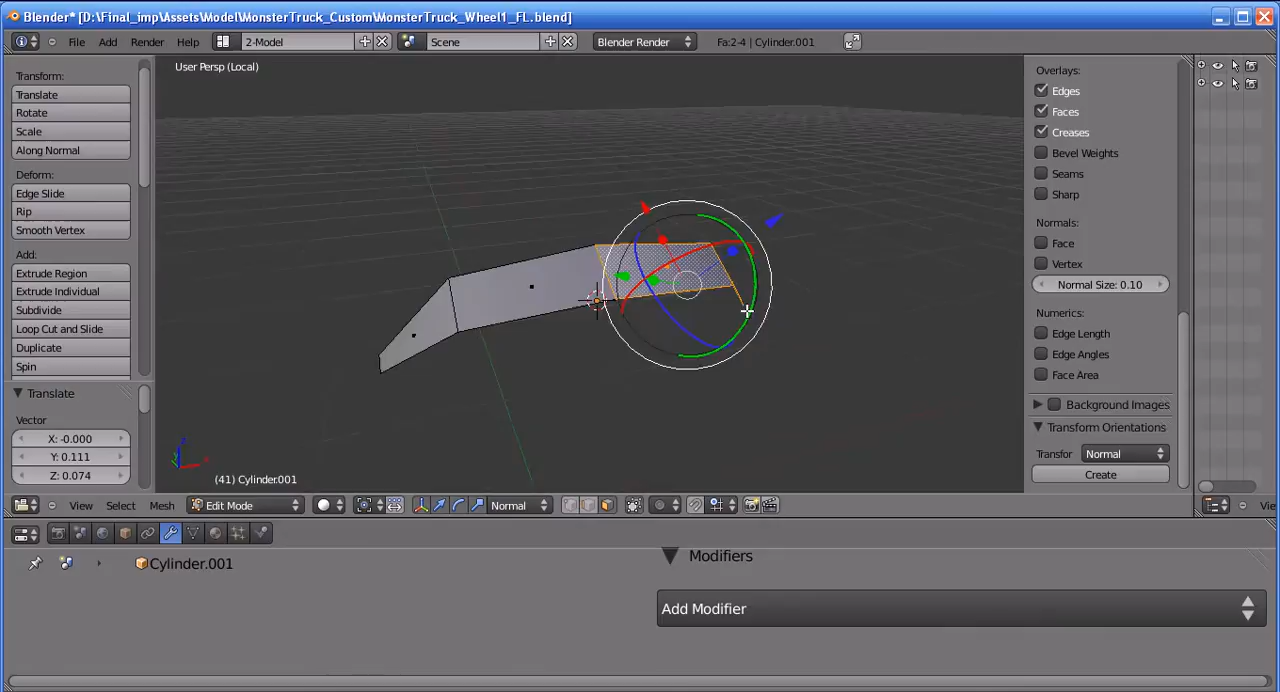 Blender* [D:\Final_imp\Assets\Model\MonsterTruck_Custom\MonsterTruck_Wheel1_FL.blend]
File Add Render Help 2-Model Scene Blender Render Fa:2-4 | Cylinder.001
Transform:
Translate
Rotate
Scale
Along Normal
Deform:
Edge Slide
Rip
Smooth Vertex
Add:
Extrude Region
Extrude Individual
Subdivide
Loop Cut and Slide
Duplicate
Spin
Translate
Vector
X: -0.000
Y: 0.111
Z: 0.074
User Persp (Local)
(41) Cylinder.001
Overlays:
Edges
Faces
Creases
Bevel Weights
Seams
Sharp
Normals:
Face
Vertex
Normal Size: 0.10
Numerics:
Edge Length
Edge Angles
Face Area
Background Images
Transform Orientations
Transfor Normal
Create
View Select Mesh Edit Mode Normal
Vie
Cylinder.001
Modifiers
Add Modifier